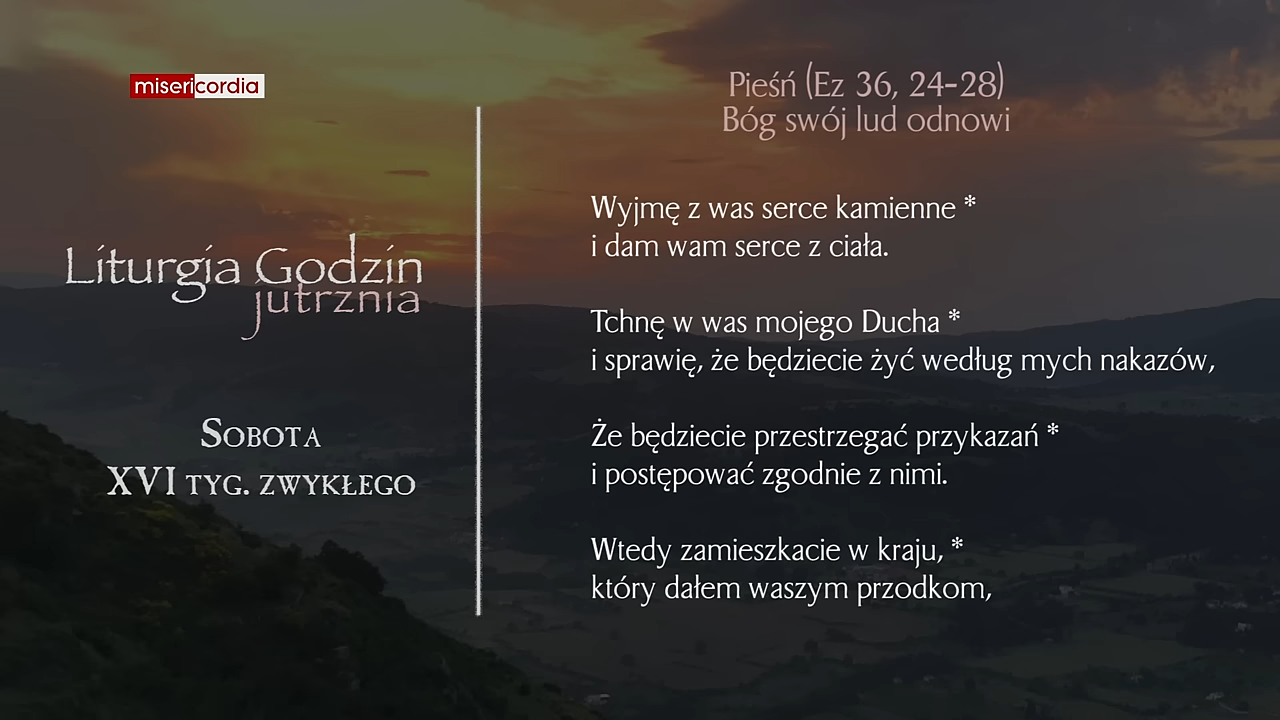 misericordia
Liturgia Godzin
jutrznia
Sobota
XVI tyg. zwykłego
Pieśń (Ez 36, 24-28)
Bóg swój lud odnowi
Wyjmę z was serce kamienne *
i dam wam serce z ciała.
Tchnę w was mojego Ducha *
i sprawię, że będziecie żyć według mych nakazów,
Że będziecie przestrzegać przykazań *
i postępować zgodnie z nimi.
Wtedy zamieszkacie w kraju, *
który dałem waszym przodkom,